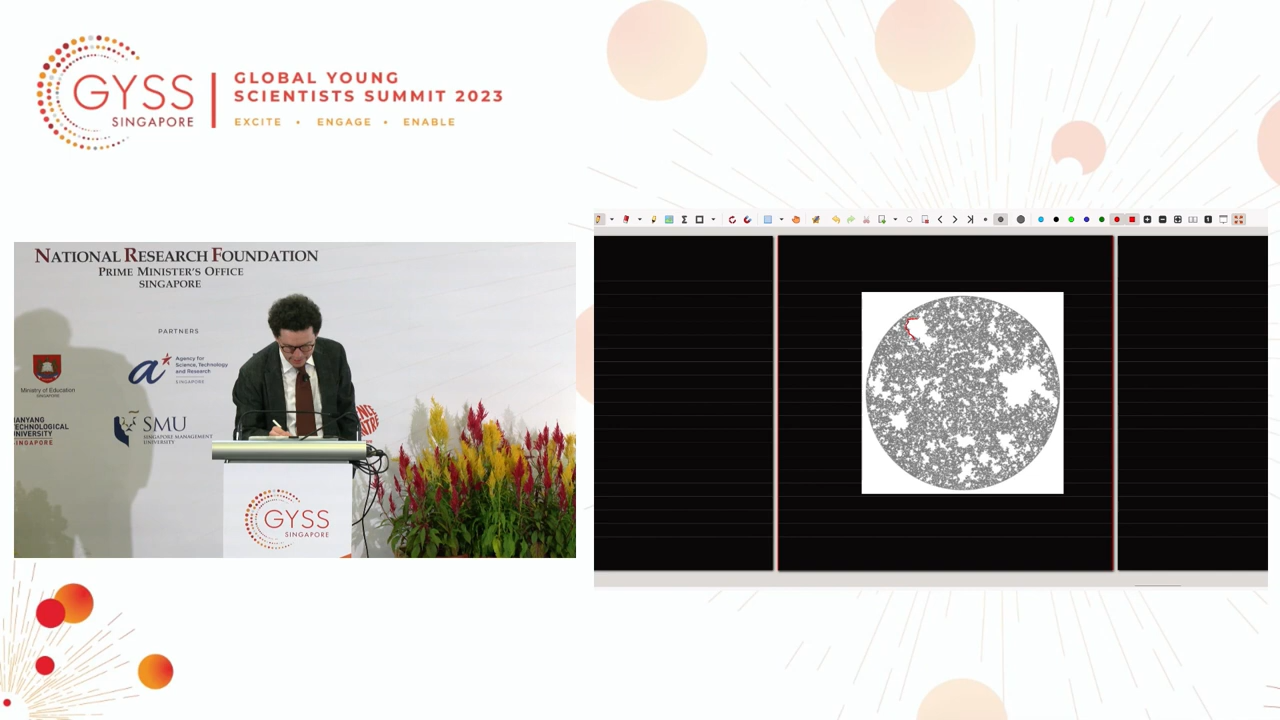 GYSS
SINGAPORE
GLOBAL YOUNG
SCIENTISTS SUMMIT 2023
EXCITE • ENGAGE • ENABLE
NATIONAL RESEARCH FOUNDATION
PRIME MINISTER'S OFFICE
SINGAPORE
PARTNERS
Ministry of Education
SINGAPORE
Agency for
Science, Technology
and Research
SINGAPORE
ANYANG
TECHNOLOGICAL
UNIVERSITY
SINGAPORE
SMU
SINGAPORE MANAGEMENT
UNIVERSITY
GYSS
SINGAPORE